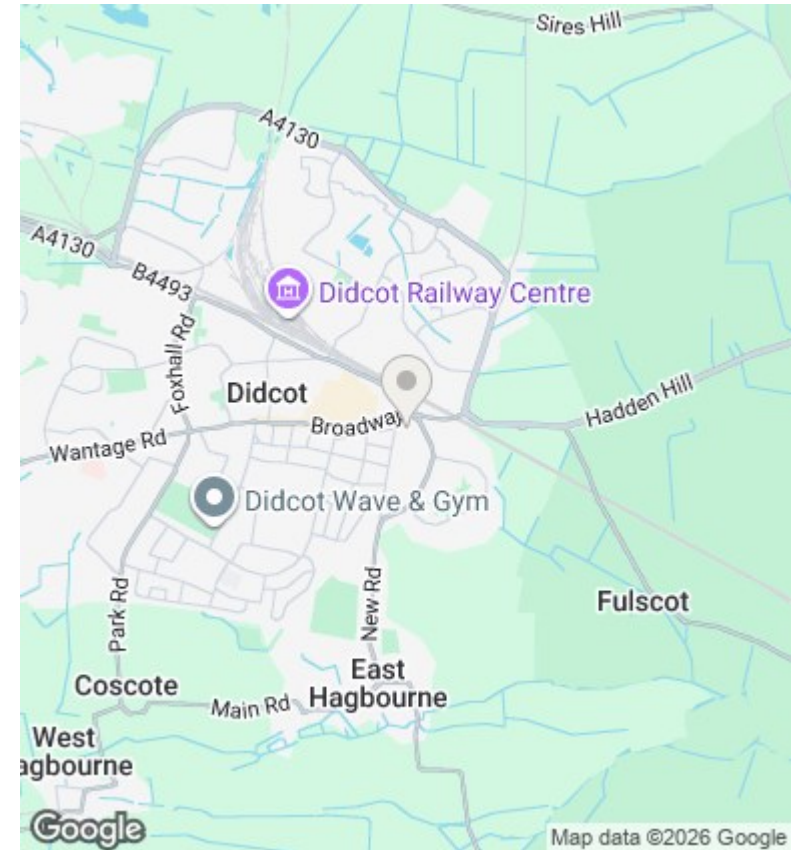 Sires Hill
A4130
A4130
B4493
Didcot Railway Centre
Foxhall Rd
Didcot
Hadden Hill
Broadway
Wantage Rd
Didcot Wave & Gym
Park Rd
New Rd
Fulscot
East
Hagbourne
Coscote
Main Rd
West
agbourne
Google
Map data ©2026 Google